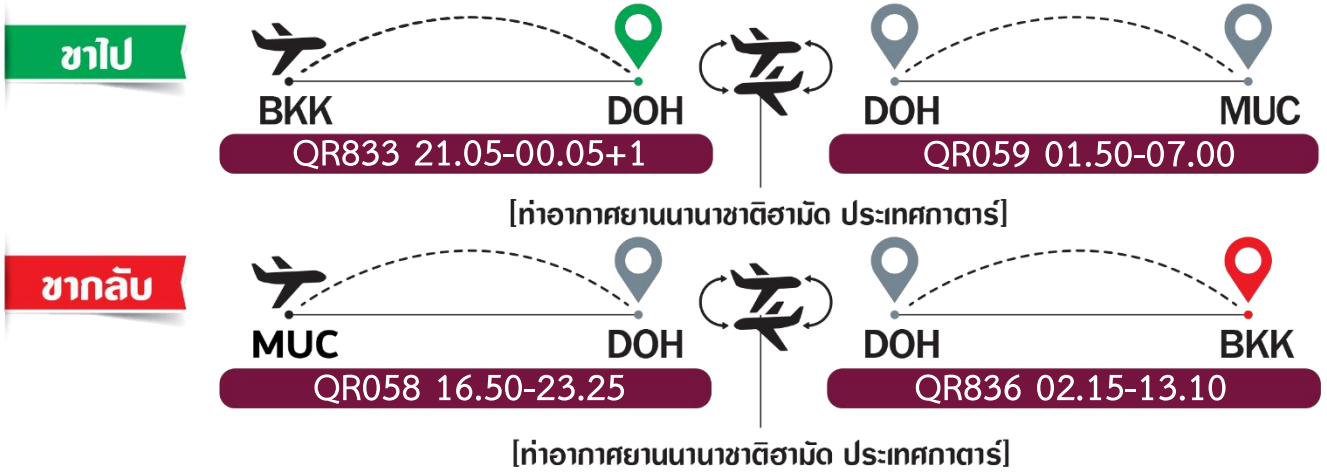 ขาไป
BKK DOH DOH MUC
QR833 21.05-00.05+1 QR059 01.50-07.00
[ท่าอากาศยานนานาชาติฮามัด ประเทศกาตาร์]
ขากลับ
MUC DOH DOH BKK
QR058 16.50-23.25 QR836 02.15-13.10
[ท่าอากาศยานนานาชาติฮามัด ประเทศกาตาร์]